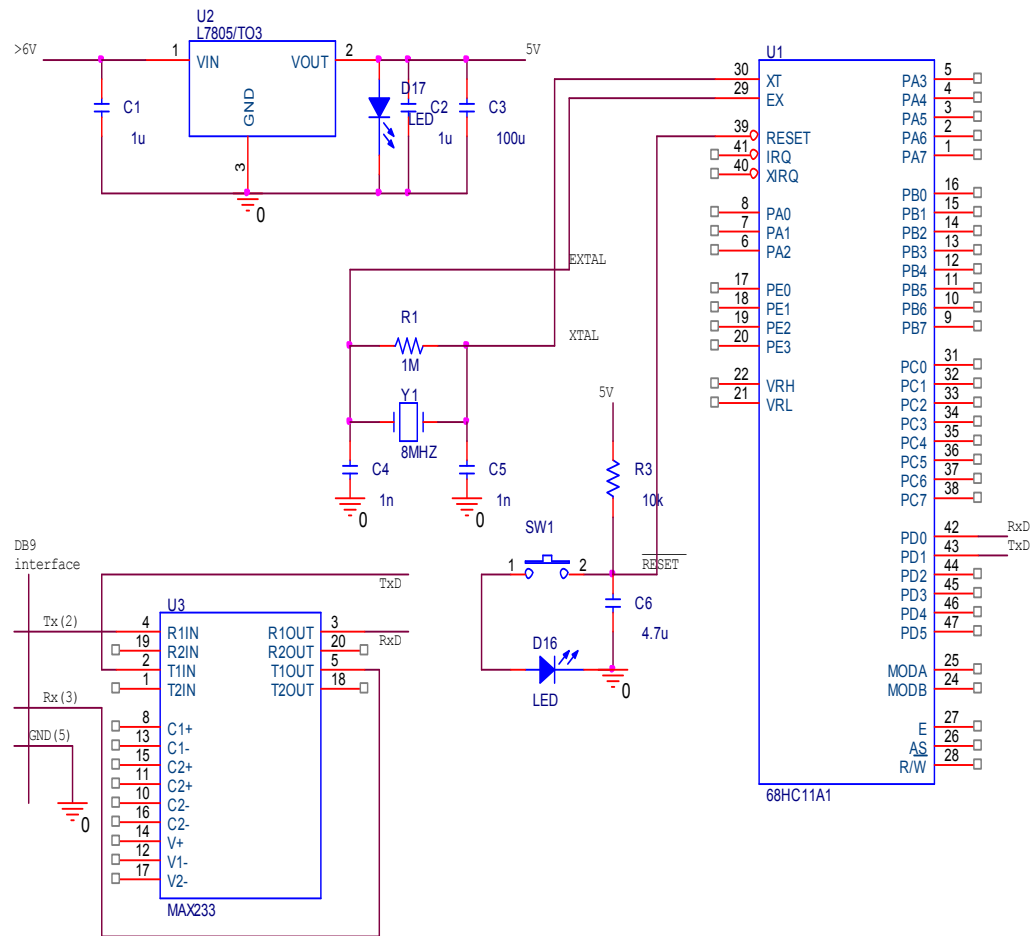 U2
L7805/TO3
>6V
1
VIN
VOUT
2
5V
GND
3
C1
1u
D17
LED
C2
1u
C3
100u
0
EXTAL
R1
1M
XTAL
Y1
8MHZ
C4
1n
0
C5
1n
0
5V
R3
10k
SW1
1
2
RESET
C6
4.7u
D16
LED
0
U1
30
XT
29
EX
39
RESET
41
IRQ
40
XIRQ
8
PA0
7
PA1
6
PA2
17
PE0
18
PE1
19
PE2
20
PE3
22
VRH
21
VRL
PA3
5
PA4
4
PA5
3
PA6
2
PA7
1
PB0
16
PB1
15
PB2
14
PB3
13
PB4
12
PB5
11
PB6
10
PB7
9
PC0
31
PC1
32
PC2
33
PC3
34
PC4
35
PC5
36
PC6
37
PC7
38
PD0
42
RxD
PD1
43
TxD
PD2
44
PD3
45
PD4
46
PD5
47
MODA
25
MODB
24
E
27
AS
26
R/W
28
68HC11A1
DB9
interface
TxD
U3
Tx(2)
4
R1IN
R1OUT
3
RxD
19
R2IN
R2OUT
20
2
T1IN
T1OUT
5
1
T2IN
T2OUT
18
Rx(3)
GND(5)
0
8
C1+
13
C1-
15
C2+
11
C2+
10
C2-
16
C2-
14
V+
12
V1-
17
V2-
MAX233